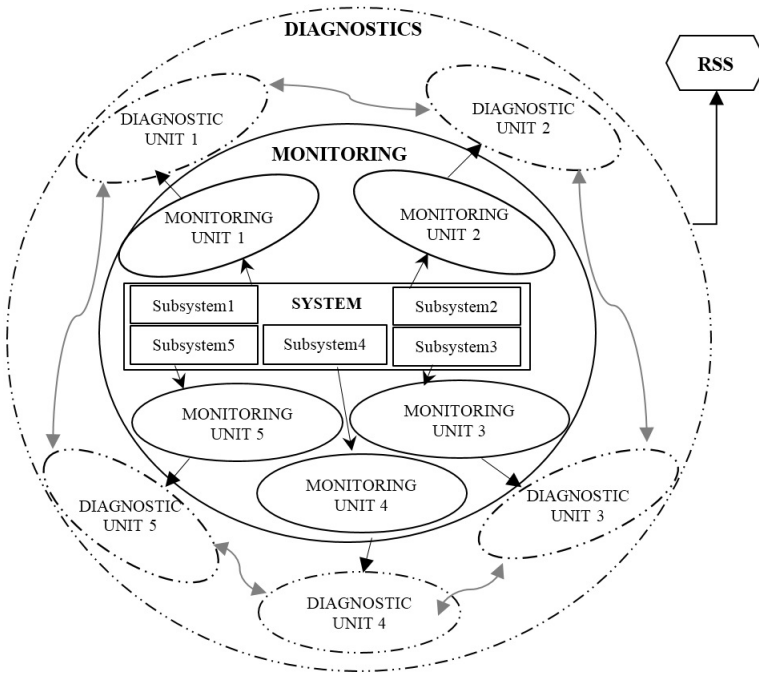 DIAGNOSTICS
RSS
DIAGNOSTIC
UNIT 1
DIAGNOSTIC
UNIT 2
MONITORING
MONITORING
UNIT 1
MONITORING
UNIT 2
SYSTEM
Subsystem1
Subsystem2
Subsystem5
Subsystem4
Subsystem3
MONITORING
UNIT 5
MONITORING
UNIT 3
MONITORING
UNIT 4
DIAGNOSTIC
UNIT 5
DIAGNOSTIC
UNIT 3
DIAGNOSTIC
UNIT 4